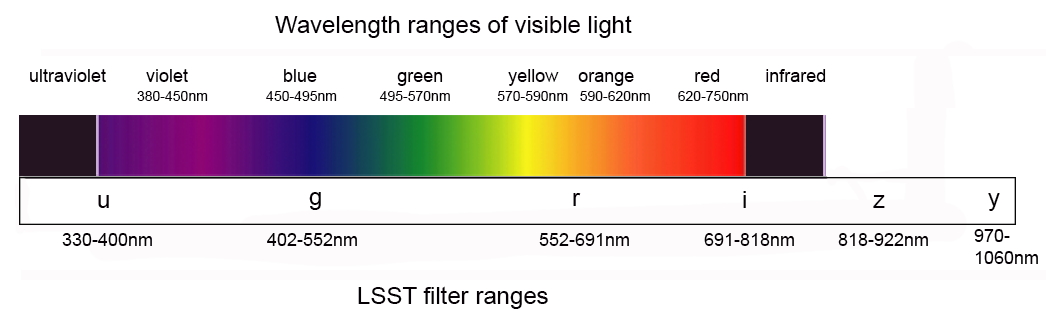 Wavelength ranges of visible light
ultraviolet violet blue green yellow orange red infrared
380-450nm 450-495nm 495-570nm 570-590nm 590-620nm 620-750nm
u g r i z y
330-400nm 402-552nm 552-691nm 691-818nm 818-922nm 970-
1060nm
LSST filter ranges